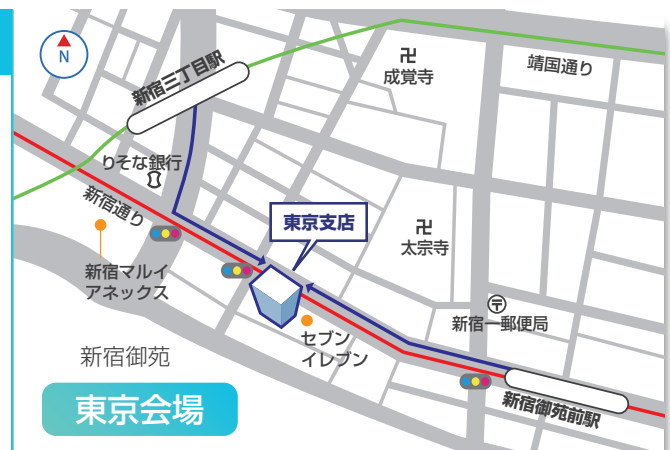 N
新宿三丁目駅
卍
成覚寺
靖国通り
りそな銀行
新宿通り
東京支店
卍
太宗寺
新宿マルイ
アネックス
〒
新宿一郵便局
セブン
イレブン
新宿御苑
新宿御苑前駅
東京会場